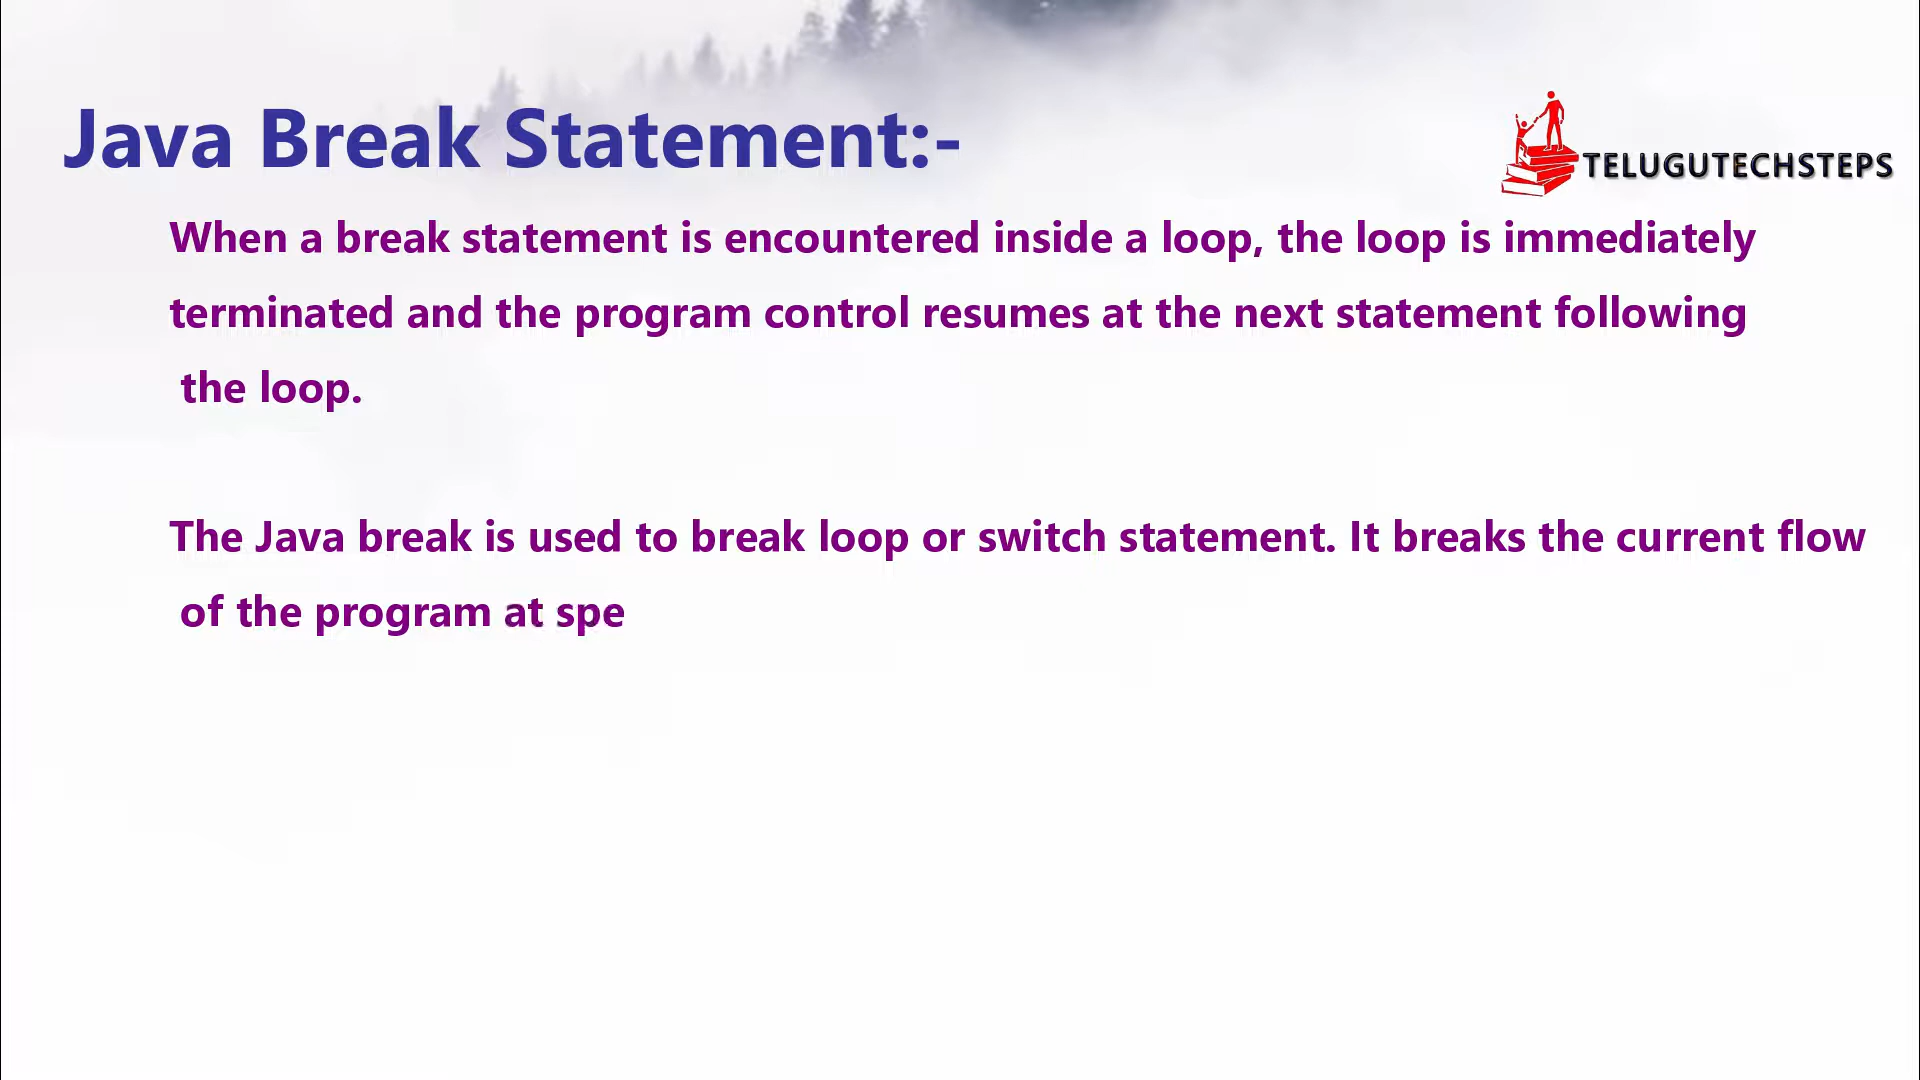 Java Break Statement:-
TELUGUTECHSTEPS
When a break statement is encountered inside a loop, the loop is immediately
terminated and the program control resumes at the next statement following
the loop.
The Java break is used to break loop or switch statement. It breaks the current flow
of the program at spe